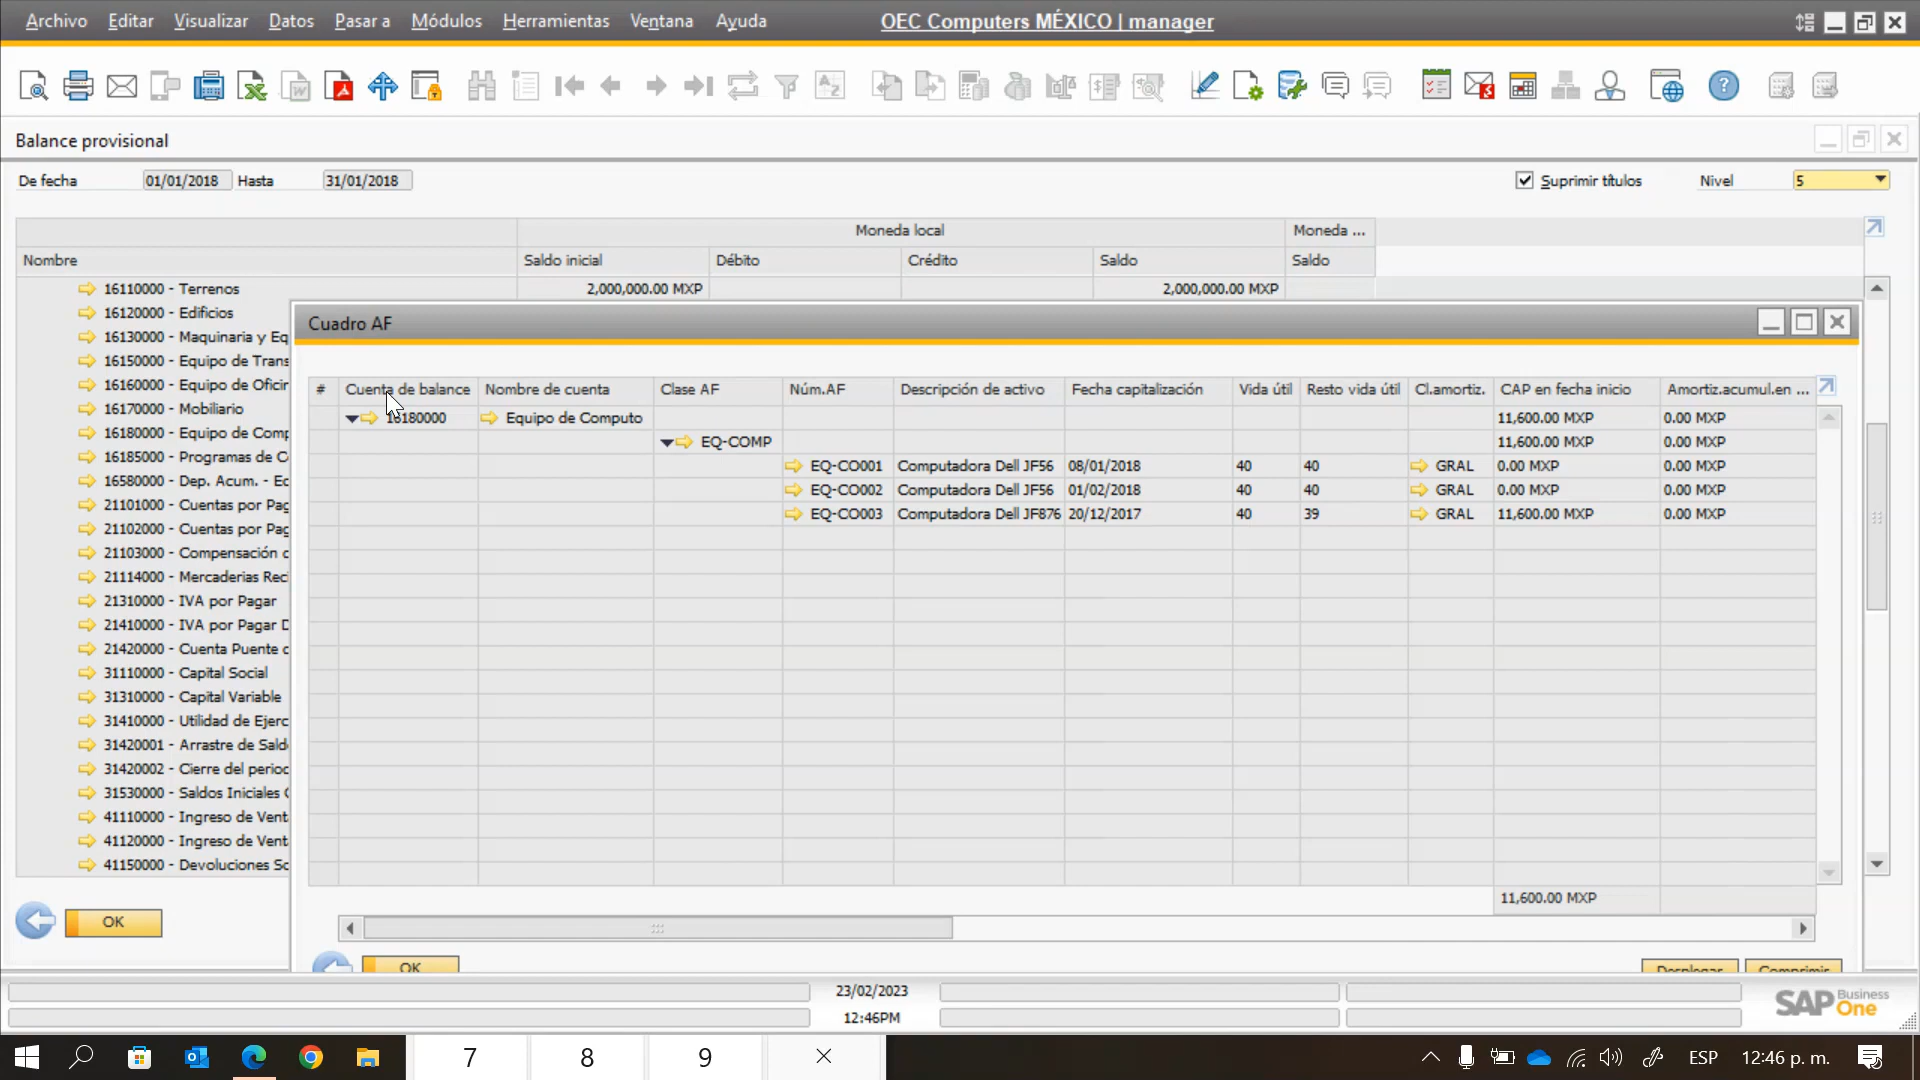 Archivo Editar Visualizar Datos Pasar a Módulos Herramientas Ventana Ayuda OEC Computers MÉXICO | manager
Balance provisional
De fecha 01/01/2018 Hasta 31/01/2018 Suprimir títulos Nivel 5
Moneda local Moneda ...
Nombre Saldo inicial Débito Crédito Saldo Saldo
16110000 - Terrenos 2,000,000.00 MXP 2,000,000.00 MXP
16120000 - Edificios
16130000 - Maquinaria y Eq
16150000 - Equipo de Trans
16160000 - Equipo de Oficin
16170000 - Mobiliario
16180000 - Equipo de Comp
16185000 - Programas de C
16580000 - Dep. Acum. - Ec
21101000 - Cuentas por Pag
21102000 - Cuentas por Pag
21103000 - Compensación c
21114000 - Mercaderias Reci
21310000 - IVA por Pagar
21410000 - IVA por Pagar D
21420000 - Cuenta Puente c
31110000 - Capital Social
31310000 - Capital Variable
31410000 - Utilidad de Ejerc
31420001 - Arrastre de Sald
31420002 - Cierre del period
31530000 - Saldos Iniciales C
41110000 - Ingreso de Vent
41120000 - Ingreso de Vent
41150000 - Devoluciones So
OK
Cuadro AF
# Cuenta de balance Nombre de cuenta Clase AF Núm.AF Descripción de activo Fecha capitalización Vida útil Resto vida útil Cl.amortiz. CAP en fecha inicio Amortiz.acumul.en ...
16180000 Equipo de Computo 11,600.00 MXP 0.00 MXP
EQ-COMP 11,600.00 MXP 0.00 MXP
EQ-CO001 Computadora Dell JF56 08/01/2018 40 40 GRAL 0.00 MXP 0.00 MXP
EQ-CO002 Computadora Dell JF56 01/02/2018 40 40 GRAL 0.00 MXP 0.00 MXP
EQ-CO003 Computadora Dell JF876 20/12/2017 40 39 GRAL 11,600.00 MXP 0.00 MXP
11,600.00 MXP
OK Desplegar Comprimir
23/02/2023
12:46PM
SAP Business One
7 8 9 ESP 12:46 p. m.